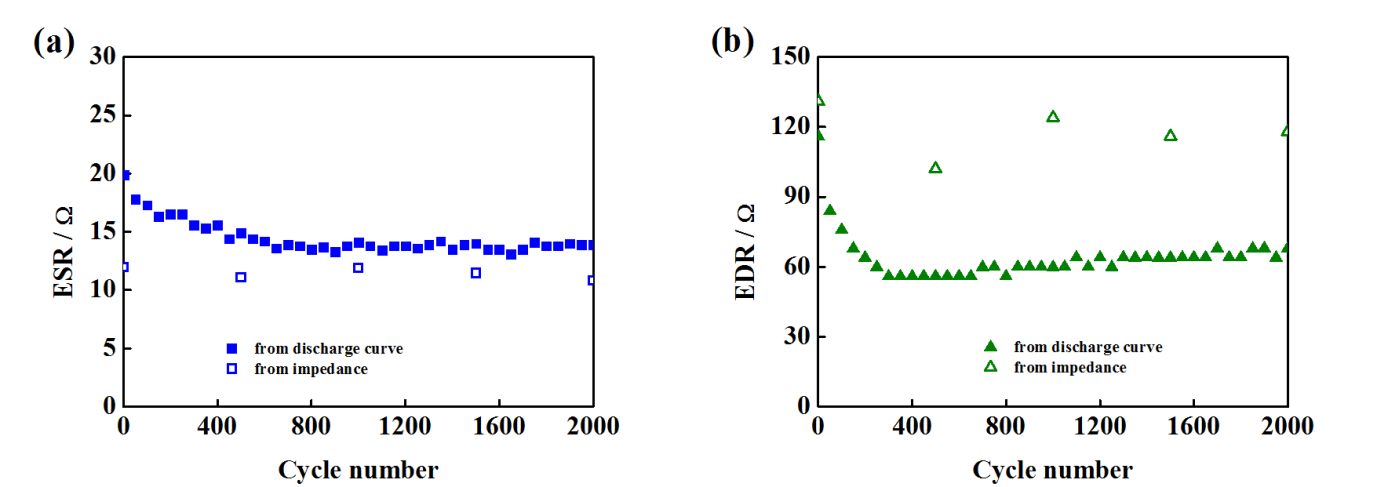 (a)
30
25
20
15
10
5
0
ESR / Ω
0 400 800 1200 1600 2000
Cycle number
from discharge curve
from impedance
(b)
150
120
90
60
30
0
EDR / Ω
0 400 800 1200 1600 2000
Cycle number
from discharge curve
from impedance